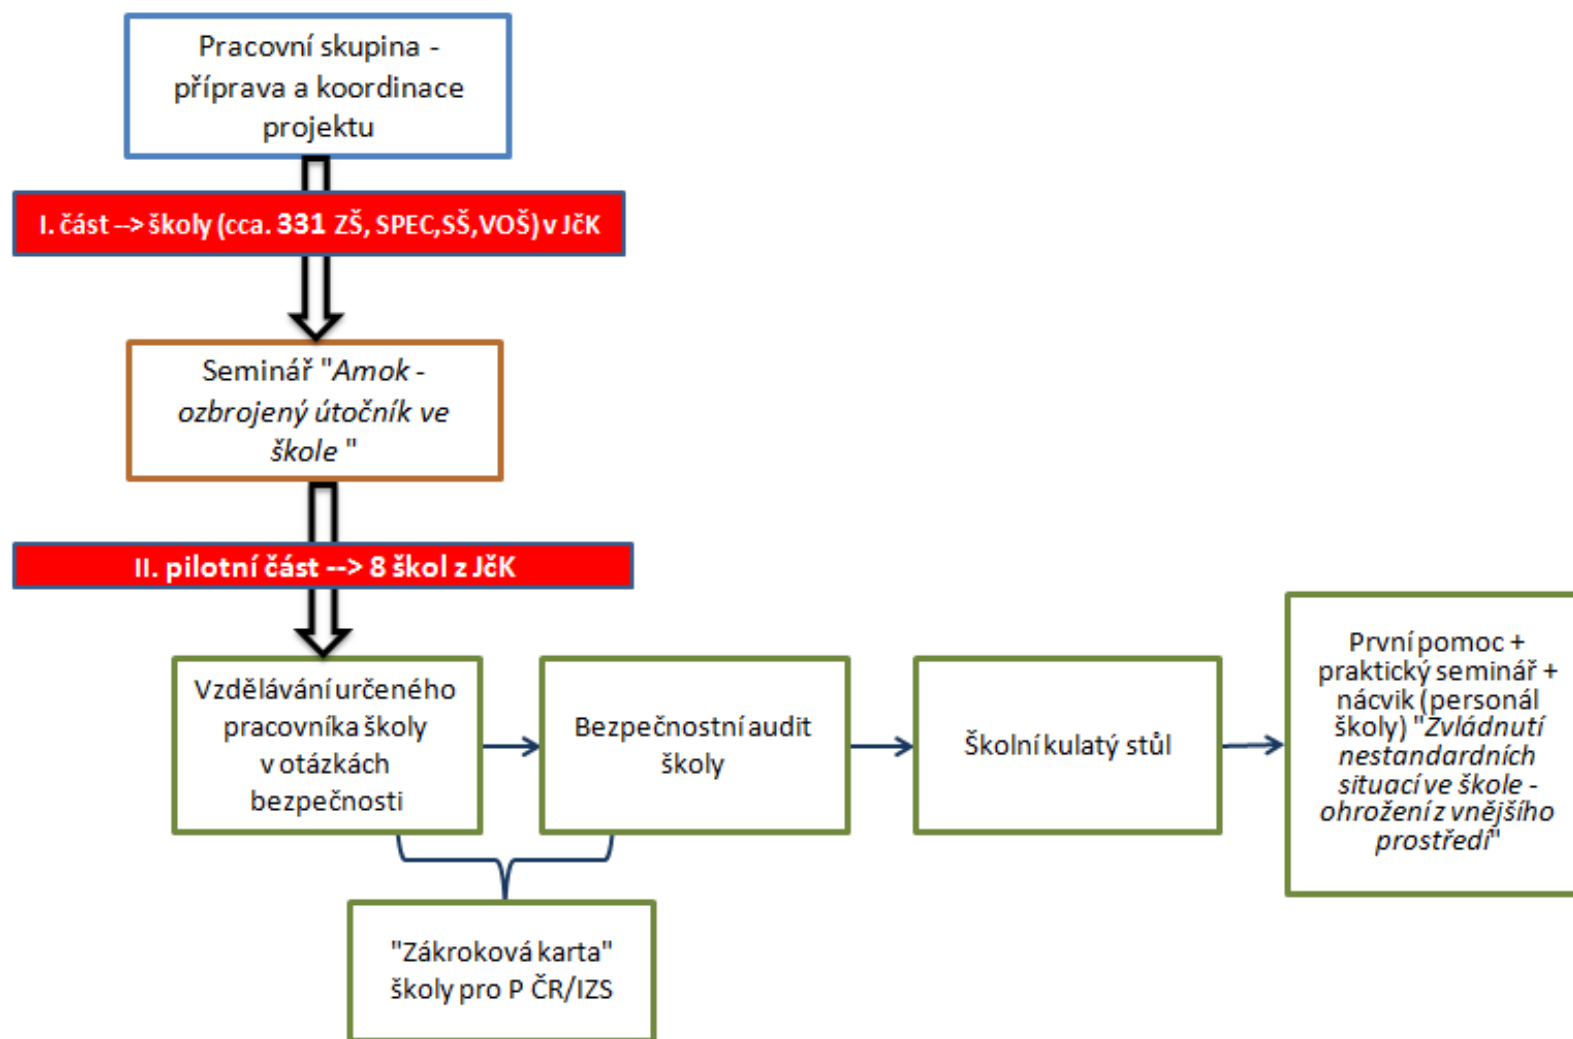 Pracovní skupina -
příprava a koordinace
projektu
I. část --> školy (cca. 331 ZŠ, SPEC,SŠ,VOŠ) v JčK
Seminář "Amok -
ozbrojený útočník ve
škole "
II. pilotní část --> 8 škol z JčK
Vzdělávání určeného
pracovníka školy
v otázkách
bezpečnosti
Bezpečnostní audit
školy
Školní kulatý stůl
První pomoc +
praktický seminář +
nácvik (personál
školy) "Zvládnutí
nestandardních
situací ve škole -
ohrožení z vnějšího
prostředí"
"Zákroková karta"
školy pro P ČR/IZS